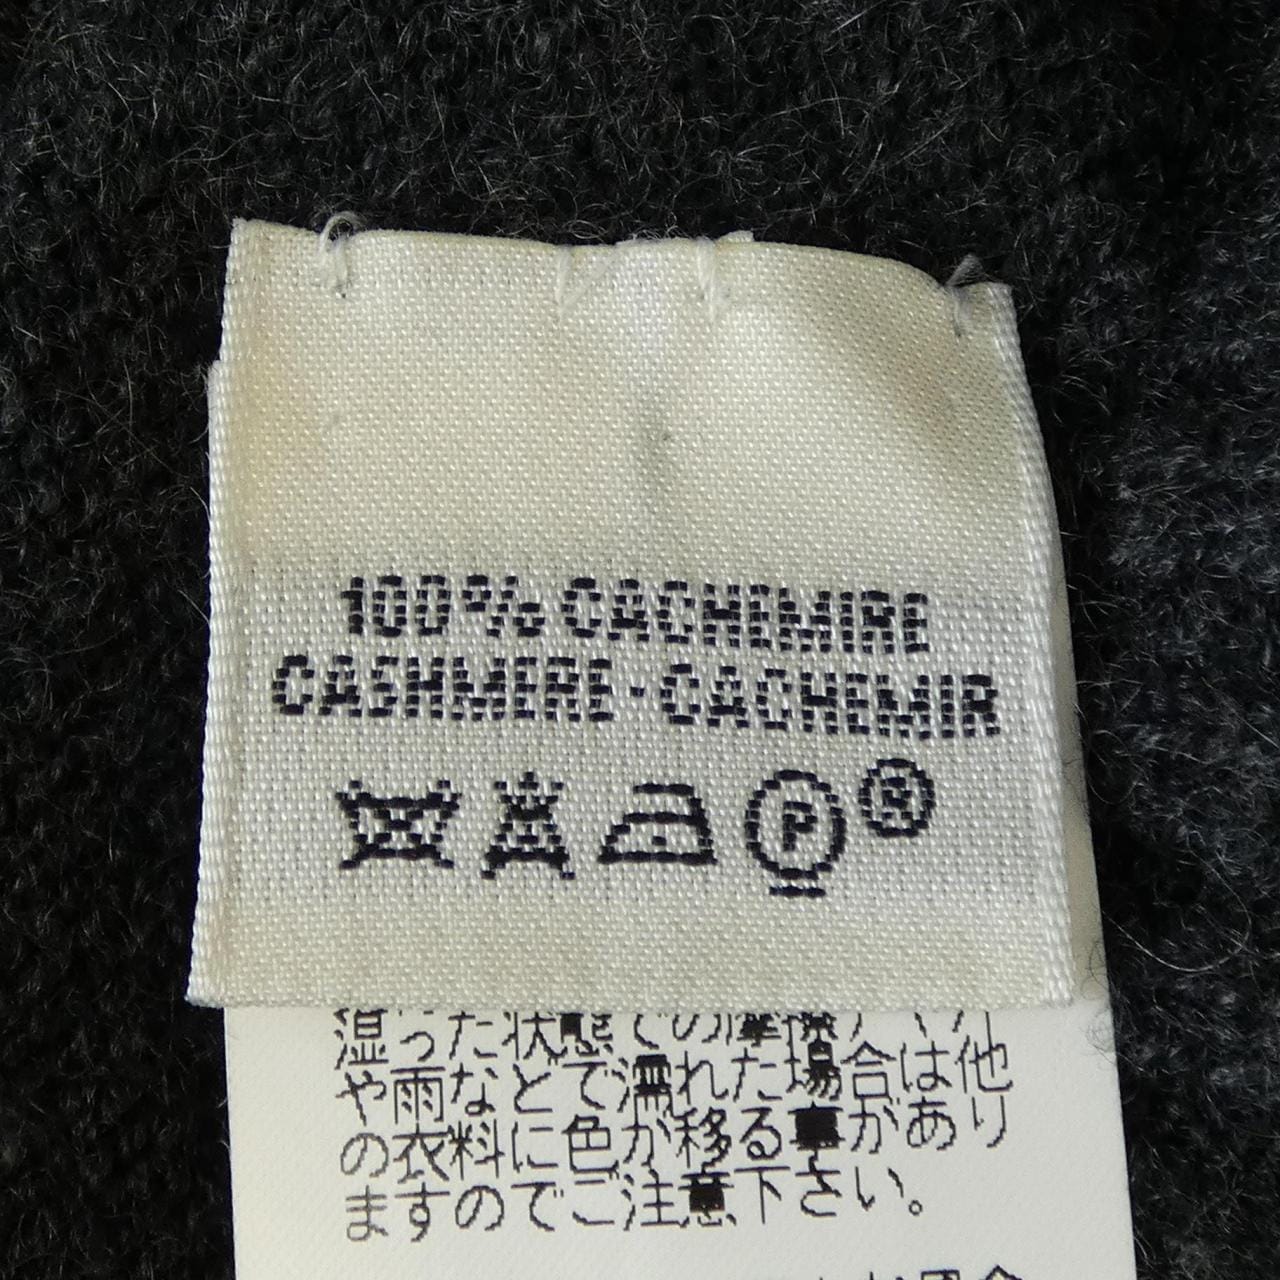 100% CACHEMIRE
CASHMERE·CACHEMIR
P ®
湿った状態での摩擦
や雨などで濡れた場合は他
の衣料に色が移る事があり
ますのでご注意下さい。